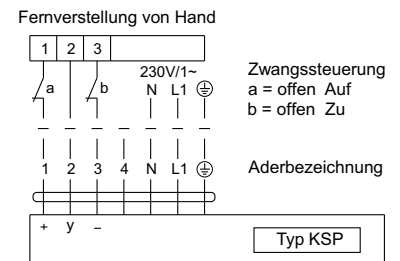 Fernverstellung von Hand
1 2 3
230V/1~
N L1
a b
Zwangssteuerung
a = offen Auf
b = offen Zu
1 2 3 4 N L1
Aderbezeichnung
+ y –
Typ KSP